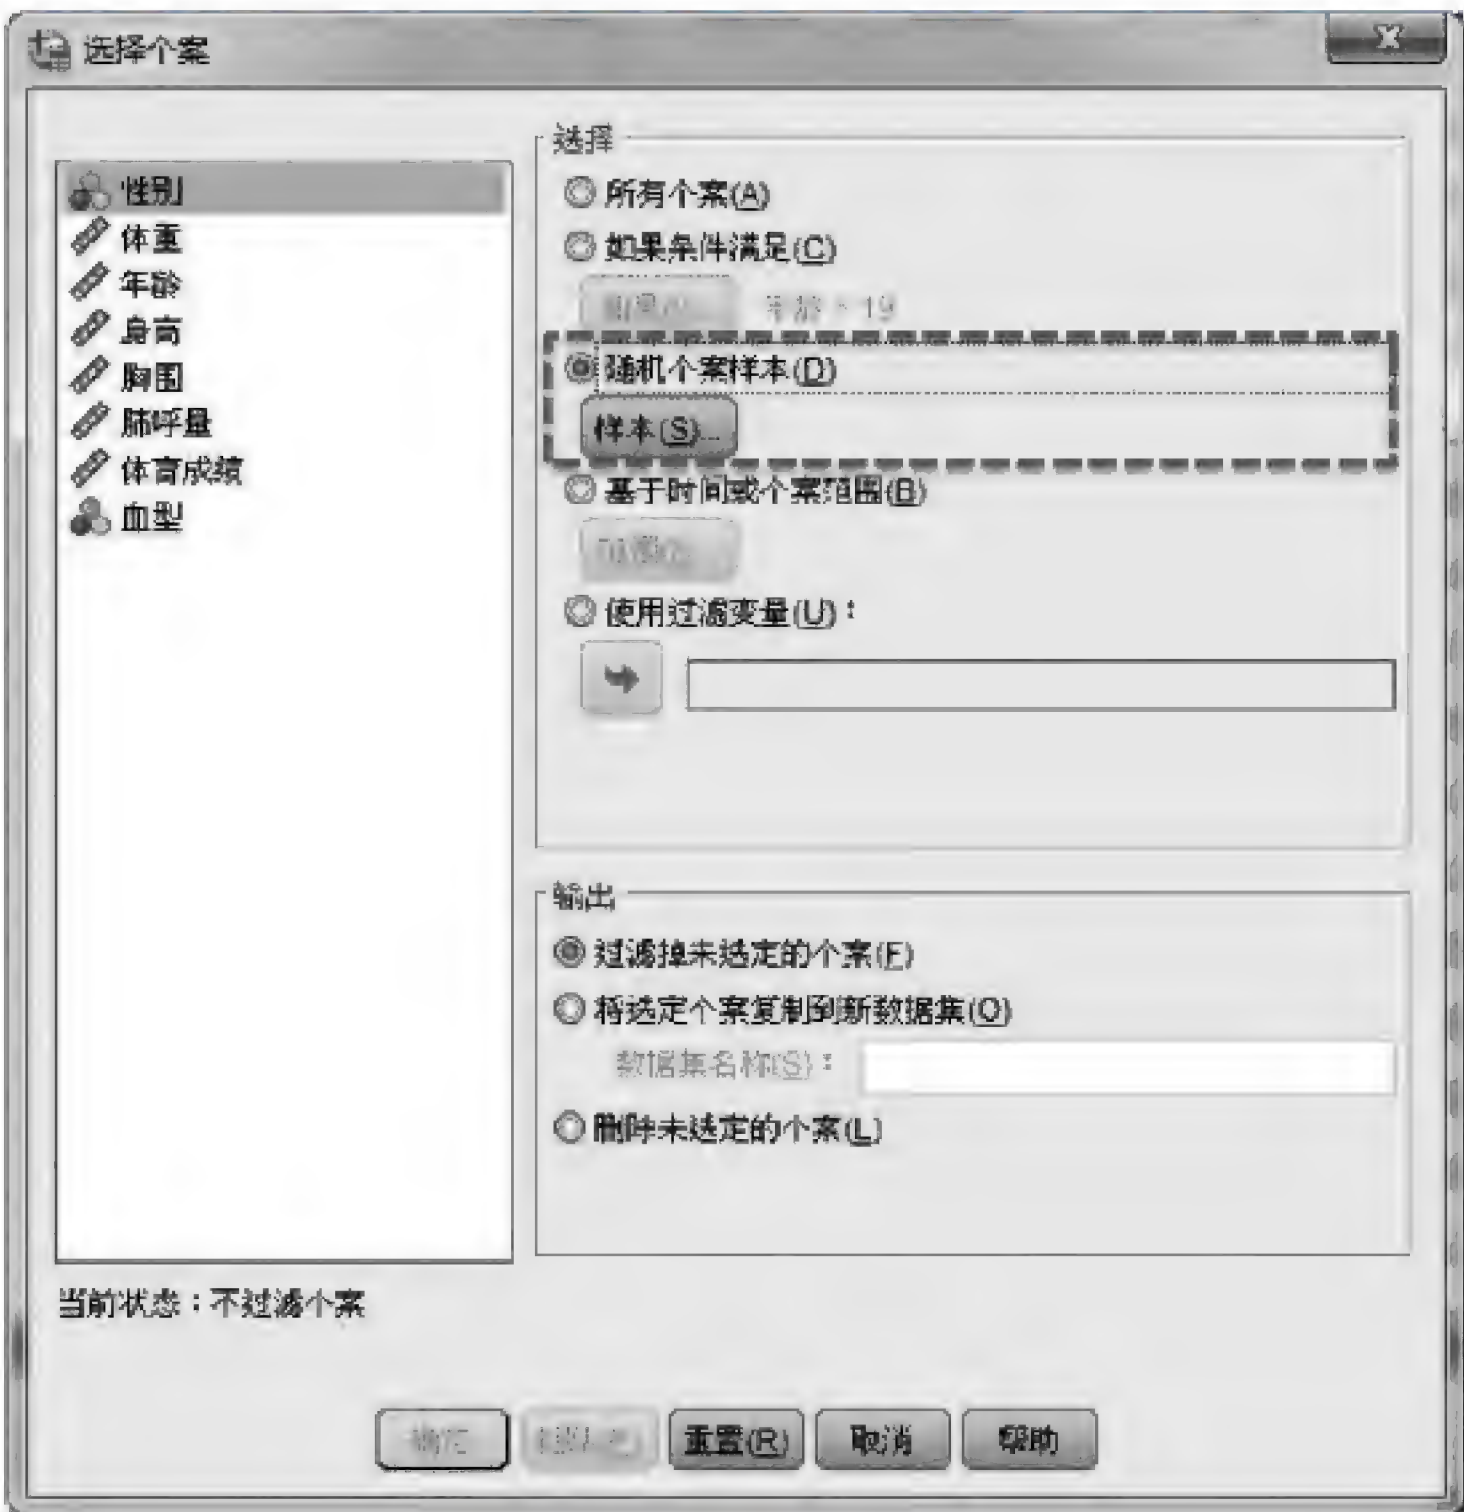 选择个案
性别
体重
年龄
身高
胸围
肺呼量
体育成绩
血型
选择
所有个案(A)
如果条件满足(C)
随机个案样本(D)
样本(S)...
基于时间或个案范围(B)
使用过滤变量(U)：
输出
过滤掉未选定的个案(F)
将选定个案复制到新数据集(O)
数据集名称(S)：
删除未选定的个案(L)
当前状态：不过滤个案
重置(R)
取消
帮助